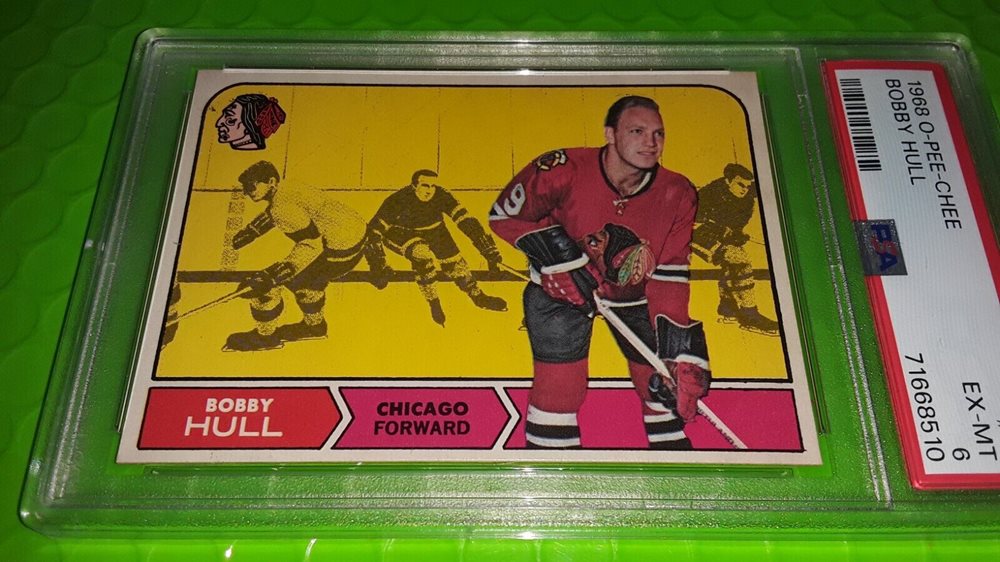 BOBBY
HULL
CHICAGO
FORWARD
9
1968 O-PEE-CHEE
BOBBY HULL
PSA
EX-MT
6
71668510